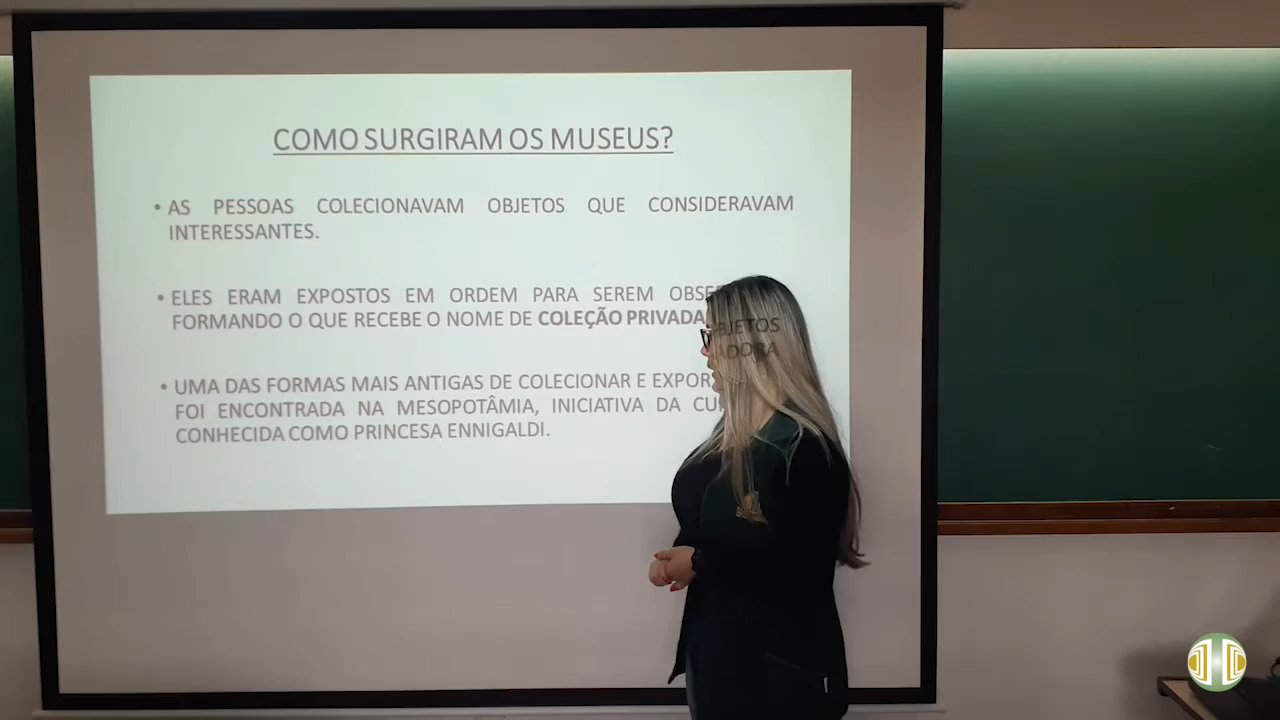 COMO SURGIRAM OS MUSEUS?
• AS PESSOAS COLECIONAVAM OBJETOS QUE CONSIDERAVAM
INTERESSANTES.
• ELES ERAM EXPOSTOS EM ORDEM PARA SEREM
FORMANDO O QUE RECEBE O NOME DE COLEÇÃO PRIVADA
• UMA DAS FORMAS MAIS ANTIGAS DE COLECIONAR E EXPOR
FOI ENCONTRADA NA MESOPOTÂMIA, INICIATIVA DA
CONHECIDA COMO PRINCESA ENNIGALDI.